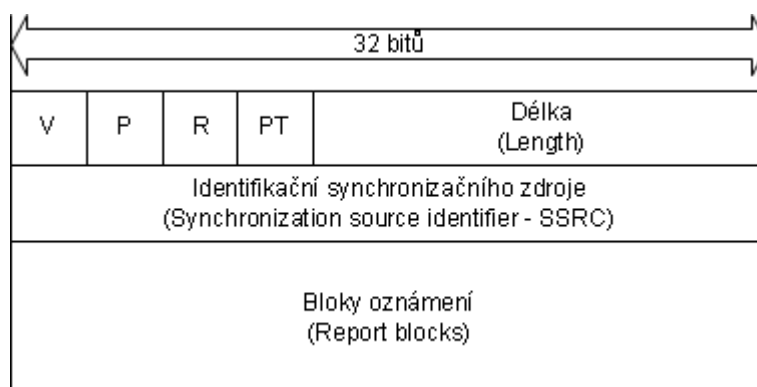 32 bitů
V P R PT Délka
(Length)
Identifikační synchronizačního zdroje
(Synchronization source identifier - SSRC)
Bloky oznámení
(Report blocks)